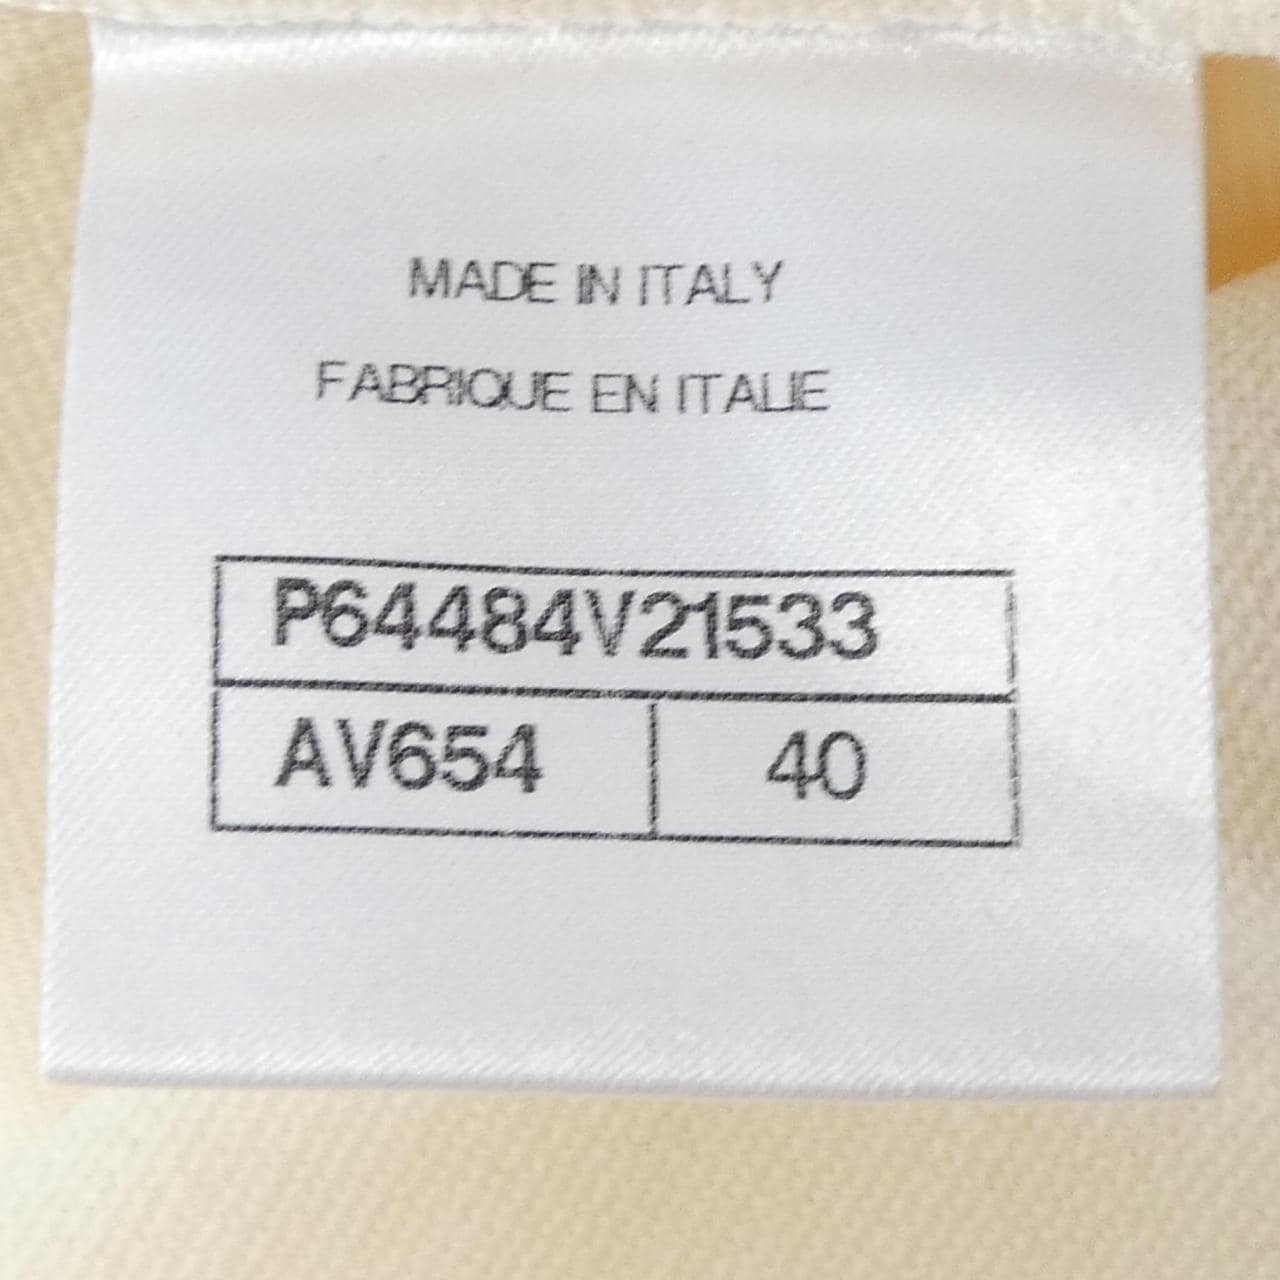 MADE IN ITALY
FABRIQUE EN ITALIE
P64484V21533
AV654 40